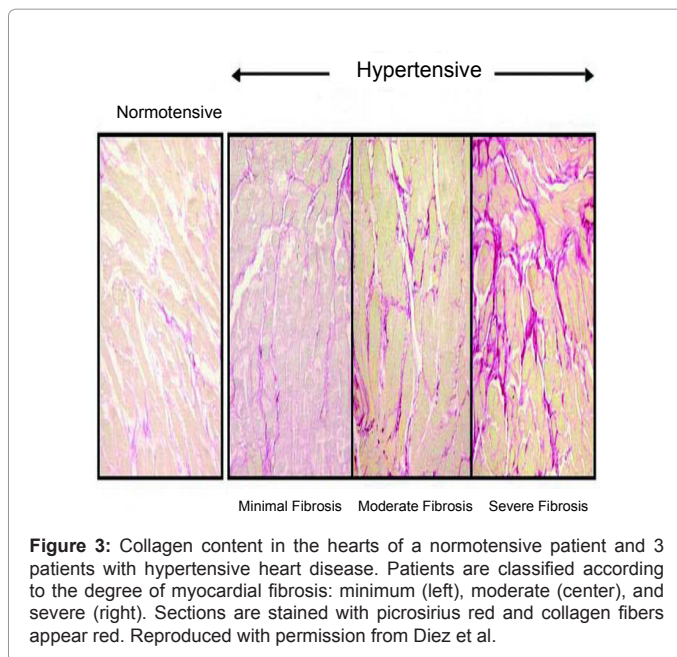 Hypertensive
Normotensive
Minimal Fibrosis Moderate Fibrosis Severe Fibrosis
Figure 3: Collagen content in the hearts of a normotensive patient and 3
patients with hypertensive heart disease. Patients are classified according
to the degree of myocardial fibrosis: minimum (left), moderate (center), and
severe (right). Sections are stained with picrosirius red and collagen fibers
appear red. Reproduced with permission from Diez et al.